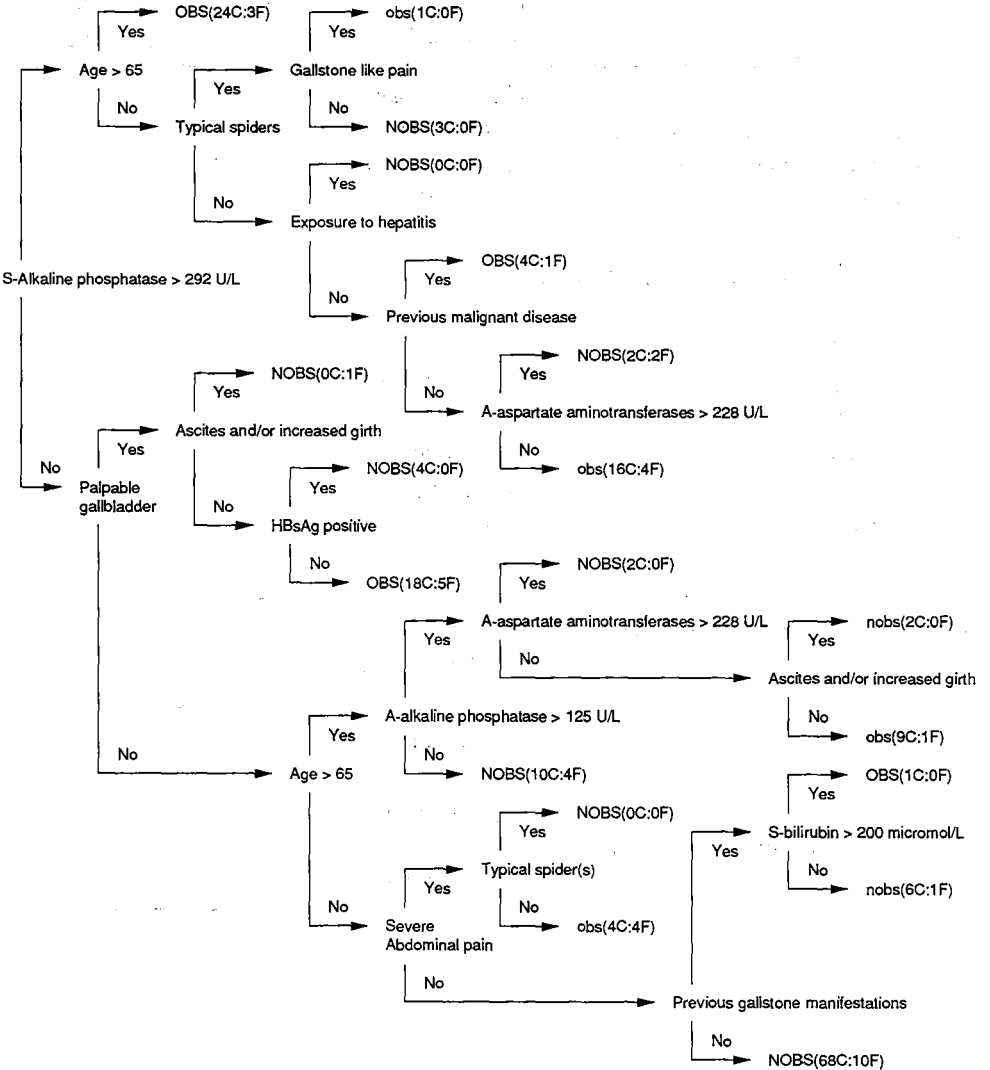 OBS(24C:3F)
obs(1C:0F)
Yes
Yes
Age > 65
Gallstone like pain
Yes
No
No
Typical spiders
NOBS(3C:0F)
NOBS(0C:0F)
Yes
No
Exposure to hepatitis
OBS(4C:1F)
S-Alkaline phosphatase > 292 U/L
Yes
No
Previous malignant disease
NOBS(2C:2F)
NOBS(0C:1F)
Yes
Yes
No
A-aspartate aminotransferases > 228 U/L
Ascites and/or increased girth
Yes
No
No
NOBS(4C:0F)
obs(16C:4F)
Palpable
gallbladder
Yes
No
HBsAg positive
No
NOBS(2C:0F)
OBS(18C:5F)
Yes
A-aspartate aminotransferases > 228 U/L
nobs(2C:0F)
Yes
Yes
No
Ascites and/or increased girth
A-alkaline phosphatase > 125 U/L
No
Yes
obs(9C:1F)
No
No
Age > 65
NOBS(10C:4F)
OBS(1C:0F)
Yes
NOBS(0C:0F)
Yes
S-bilirubin > 200 micromol/L
Yes
Typical spider(s)
No
Yes
nobs(6C:1F)
No
No
Severe
Abdominal pain
obs(4C:4F)
No
Previous gallstone manifestations
No
NOBS(68C:10F)